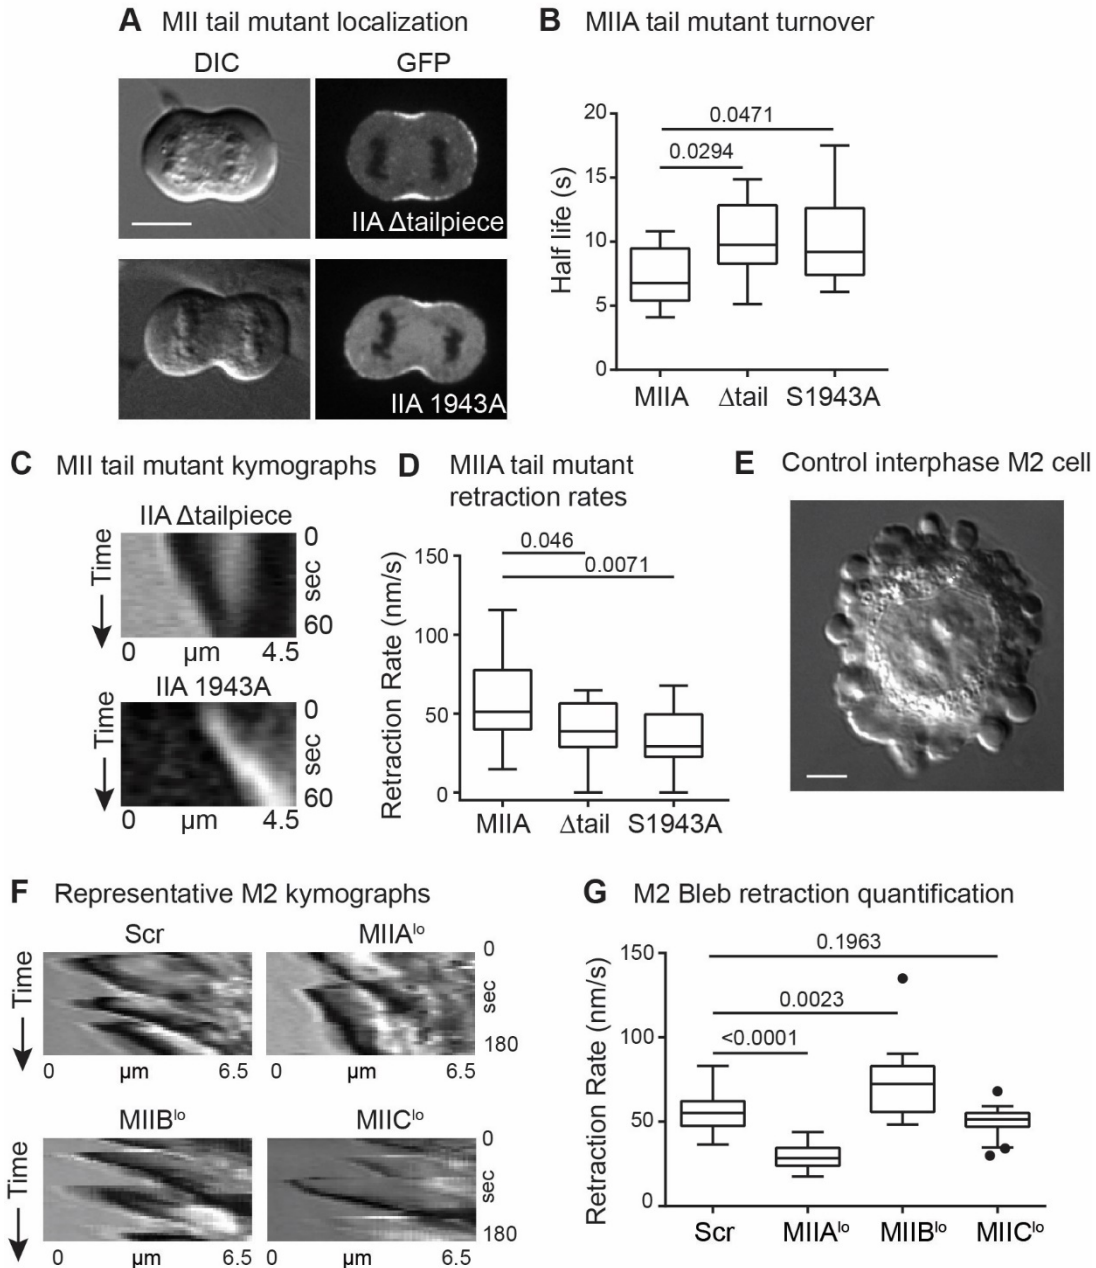 A MII tail mutant localization
DIC GFP
IIA Δtailpiece
IIA 1943A
B MIIA tail mutant turnover
20
15
10
5
0
Half life (s)
0.0471
0.0294
MIIA Δtail S1943A
C MII tail mutant kymographs
IIA Δtailpiece
Time
0
sec
60
0 µm 4.5
IIA 1943A
Time
0
sec
60
0 µm 4.5
D MIIA tail mutant
retraction rates
150
100
50
0
Retraction Rate (nm/s)
0.046
0.0071
MIIA Δtail S1943A
E Control interphase M2 cell
F Representative M2 kymographs
Scr MIIAlo
Time
0
sec
180
0 µm 6.5 0 µm 6.5
MIIBlo MIIClo
Time
0
sec
180
0 µm 6.5 0 µm 6.5
G M2 Bleb retraction quantification
150
100
50
0
Retraction Rate (nm/s)
0.1963
0.0023
<0.0001
Scr MIIAlo MIIBlo MIIClo